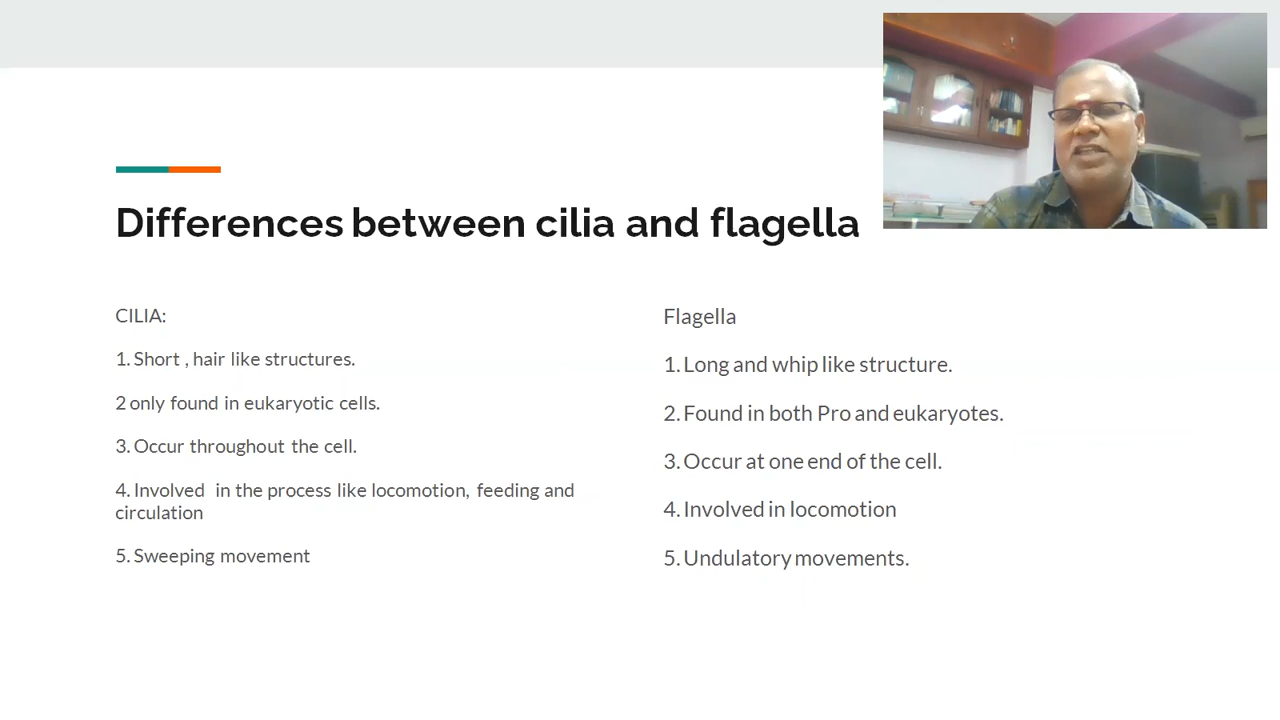 Differences between cilia and flagella
CILIA:
1. Short , hair like structures.
2 only found in eukaryotic cells.
3. Occur throughout the cell.
4. Involved  in the process like locomotion, feeding and
circulation
5. Sweeping movement
Flagella
1. Long and whip like structure.
2. Found in both Pro and eukaryotes.
3. Occur at one end of the cell.
4. Involved in locomotion
5. Undulatory movements.